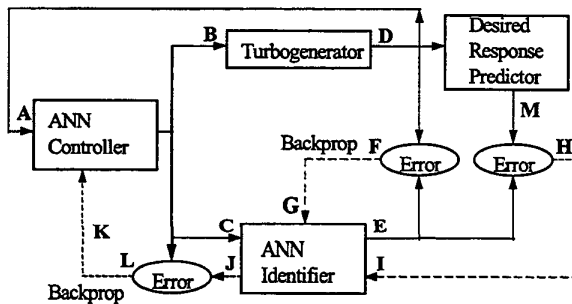 B
Turbogenerator
D
Desired
Response
Predictor
A
ANN
Controller
M
Backprop
F
Error
Error
H
G
K
C
ANN
Identifier
E
L
Error
J
I
Backprop